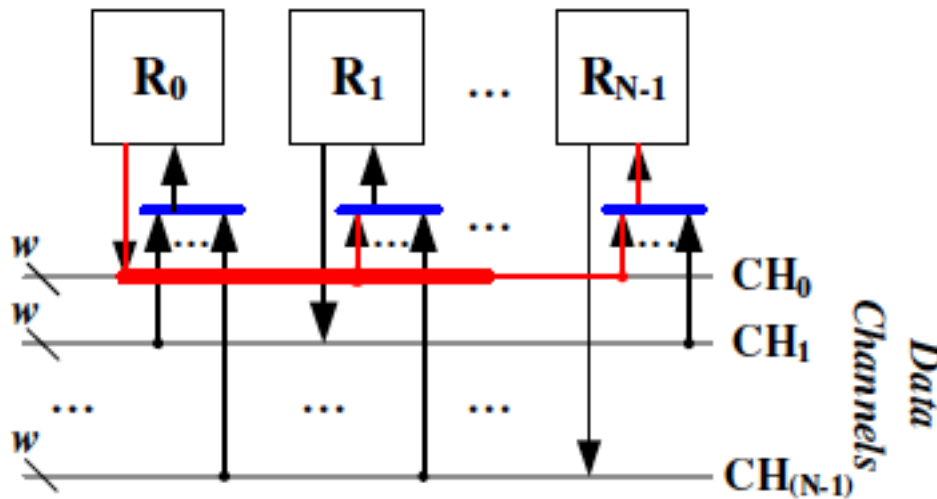 R0 R1 ... RN-1
... ... ... ...
w CH0
w CH1
... ... ...
w CH(N-1)
Data
Channels